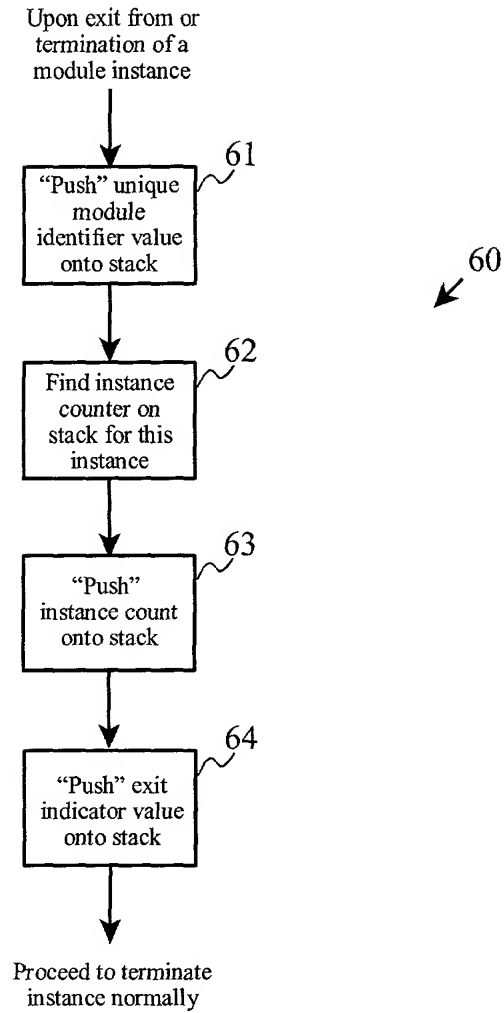 Upon exit from or
termination of a
module instance
61
“Push” unique
module
identifier value
onto stack
60
62
Find instance
counter on
stack for this
instance
63
“Push”
instance count
onto stack
64
“Push” exit
indicator value
onto stack
Proceed to terminate
instance normally